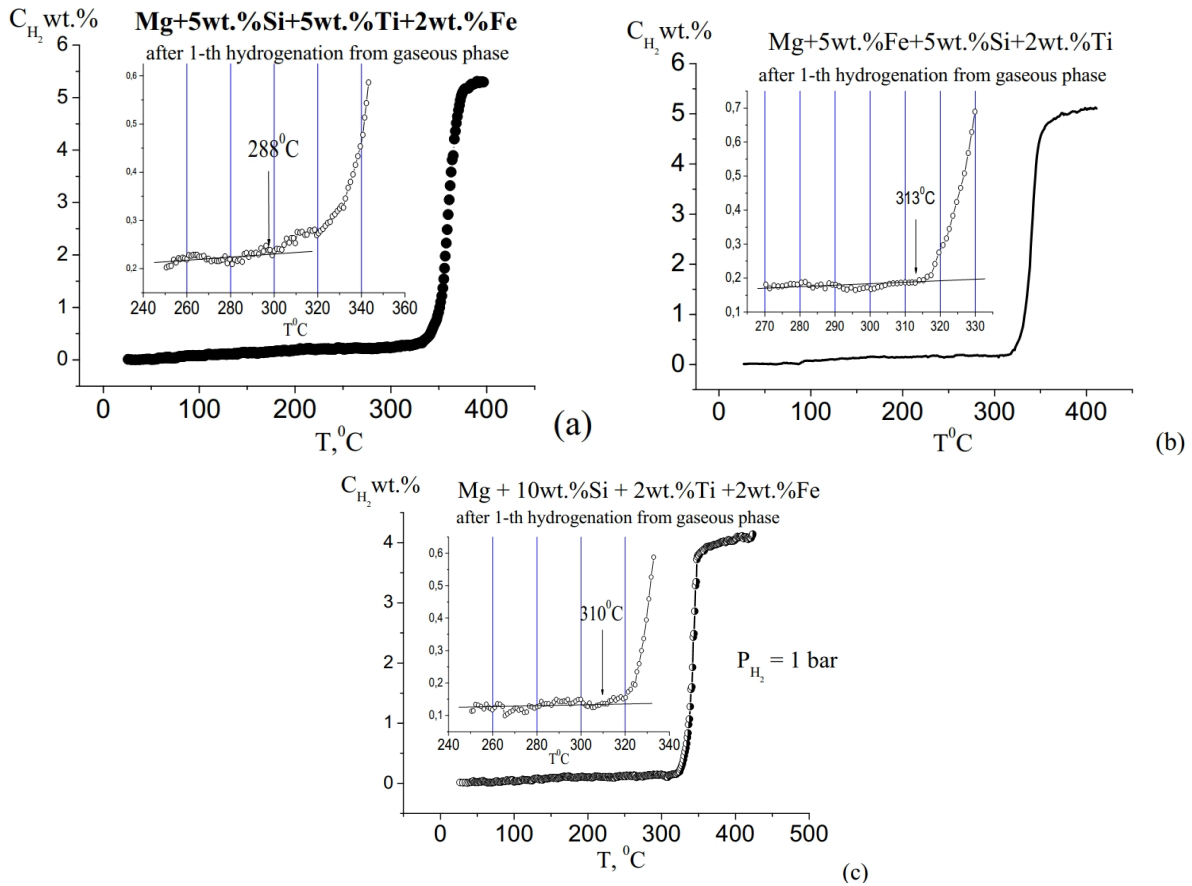 C_H₂ wt.%
Mg+5wt.%Si+5wt.%Ti+2wt.%Fe
after 1-th hydrogenation from gaseous phase
6
5
4
3
2
1
0
0,6
0,5
0,4
0,3
0,2
288⁰C
240 260 280 300 320 340 360
T⁰C
0 100 200 300 400
T,⁰C
(a)
C_H₂ wt.%
Mg+5wt.%Fe+5wt.%Si+2wt.%Ti
after 1-th hydrogenation from gaseous phase
6
5
4
3
2
1
0
0,7
0,6
0,5
0,4
0,3
0,2
0,1
313⁰C
270 280 290 300 310 320 330
0 100 200 300 400
T⁰C
(b)
C_H₂ wt.%
Mg + 10wt.%Si + 2wt.%Ti +2wt.%Fe
after 1-th hydrogenation from gaseous phase
4
3
2
1
0
0,6
0,5
0,4
0,3
0,2
0,1
310⁰C
240 260 280 300 320 340
T⁰C
P_H₂ = 1 bar
0 100 200 300 400 500
T, ⁰C
(c)